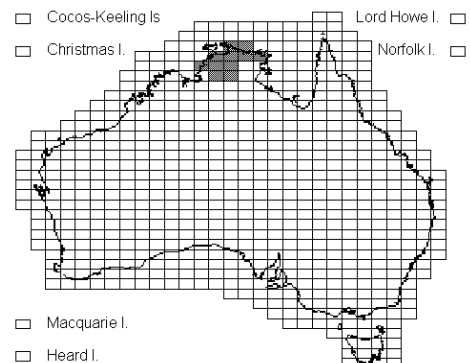 Cocos-Keeling Is
Lord Howe I.
Christmas I.
Norfolk I.
Macquarie I.
Heard I.